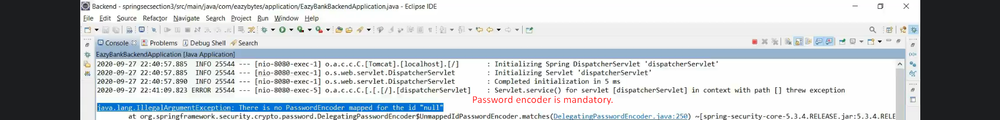 Backend - springsecsection3/src/main/java/com/eazybytes/application/EazyBankBackendApplication.java - Eclipse IDE
File Edit Source Refactor Navigate Search Project Run Window Help
Console Problems Debug Shell Search
EazyBankBackendApplication [Java Application]
2020-09-27 22:40:57.885 INFO 25544 --- [nio-8080-exec-1] o.a.c.c.C.[Tomcat].[localhost].[/] : Initializing Spring DispatcherServlet 'dispatcherServlet'
2020-09-27 22:40:57.885 INFO 25544 --- [nio-8080-exec-1] o.s.web.servlet.DispatcherServlet : Initializing Servlet 'dispatcherServlet'
2020-09-27 22:40:57.890 INFO 25544 --- [nio-8080-exec-1] o.s.web.servlet.DispatcherServlet : Completed initialization in 5 ms
2020-09-27 22:41:09.823 ERROR 25544 --- [nio-8080-exec-5] o.a.c.c.C.[.[.[/].[dispatcherServlet] : Servlet.service() for servlet [dispatcherServlet] in context with path [] threw exception
Password encoder is mandatory.
java.lang.IllegalArgumentException: There is no PasswordEncoder mapped for the id "null"
at org.springframework.security.crypto.password.DelegatingPasswordEncoder$UnmappedIdPasswordEncoder.matches(DelegatingPasswordEncoder.java:250) ~[spring-security-core-5.3.4.RELEASE.jar:5.3.4.RELE